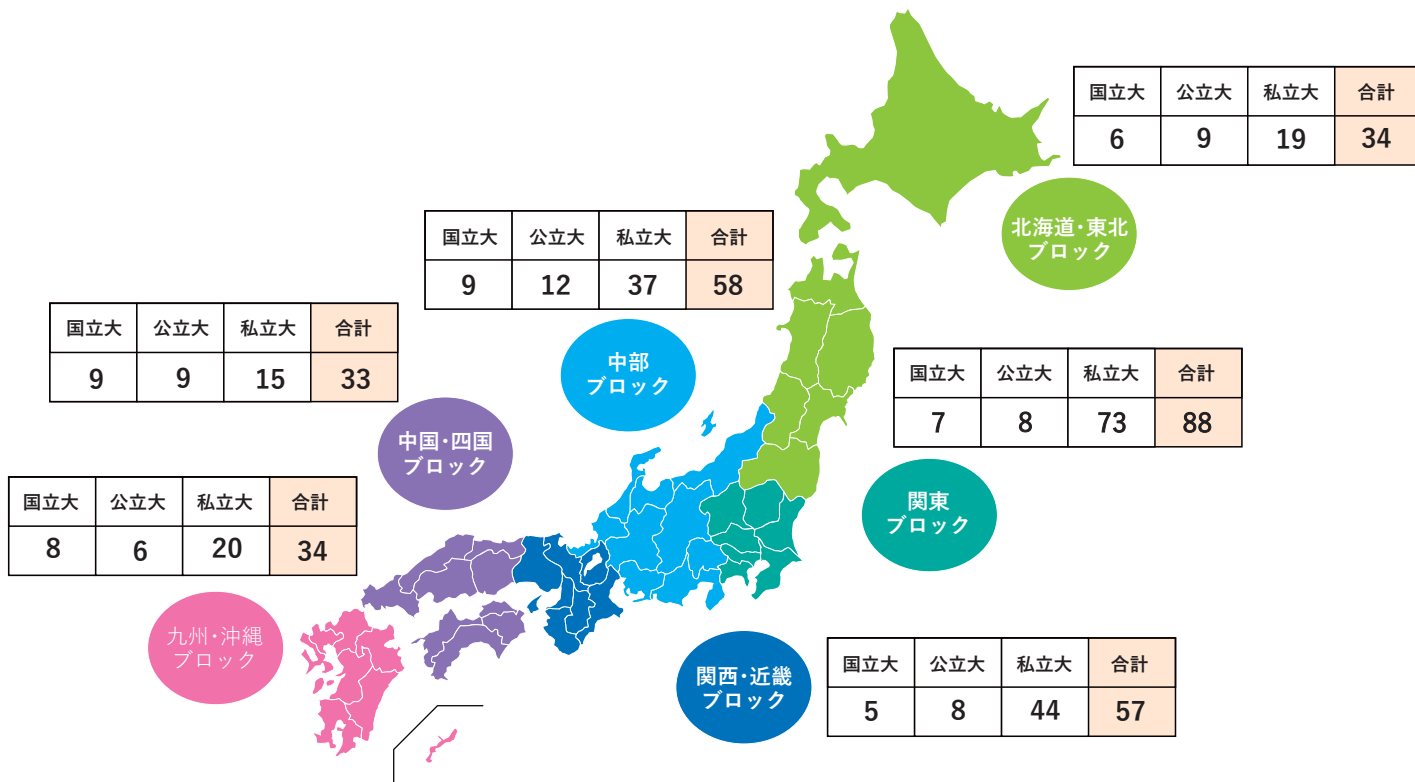 国立大 公立大 私立大 合計
6 9 19 34
北海道・東北
ブロック
国立大 公立大 私立大 合計
9 12 37 58
中部
ブロック
国立大 公立大 私立大 合計
9 9 15 33
中国・四国
ブロック
国立大 公立大 私立大 合計
7 8 73 88
関東
ブロック
国立大 公立大 私立大 合計
8 6 20 34
九州・沖縄
ブロック
関西・近畿
ブロック
国立大 公立大 私立大 合計
5 8 44 57